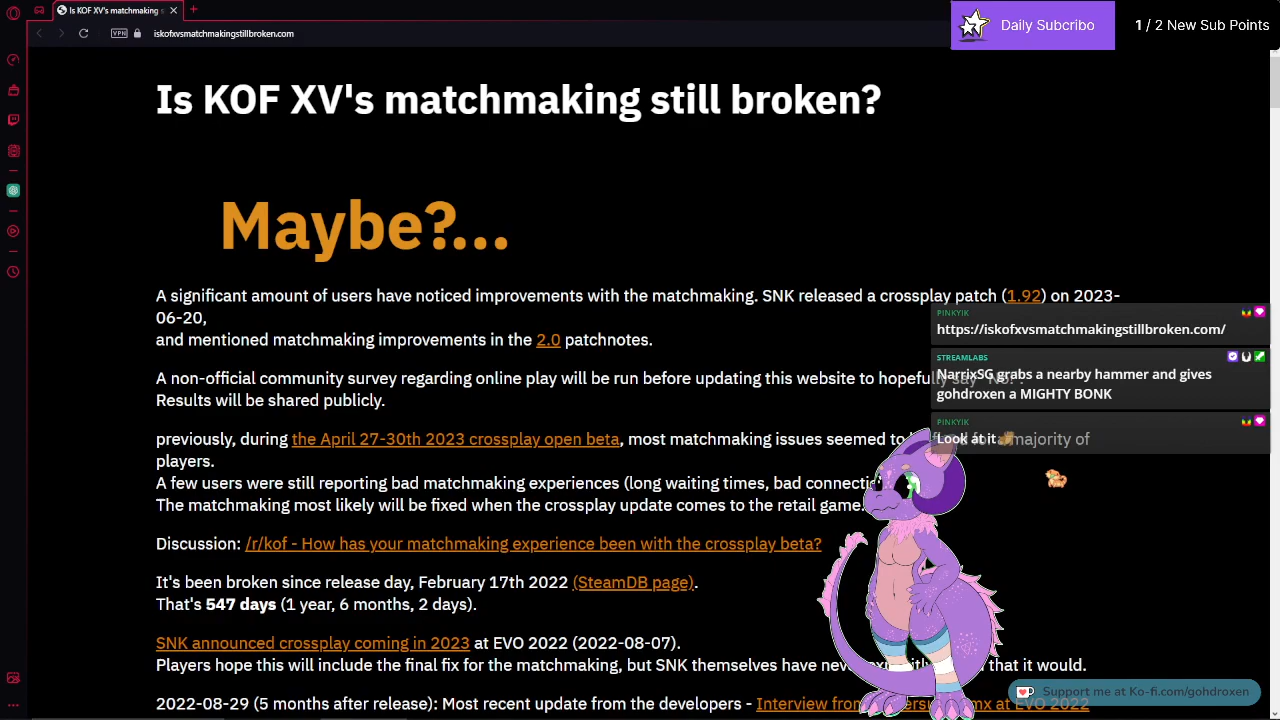 Is KOF XV's matchmaking s
iskofxvsmatchmakingstillbroken.com
VPN
Daily Subcribo
1 / 2 New Sub Points
Is KOF XV's matchmaking still broken?
Maybe?...
A significant amount of users have noticed improvements with the matchmaking. SNK released a crossplay patch (1.92) on 2023-
06-20,
and mentioned matchmaking improvements in the 2.0 patchnotes.
A non-official community survey regarding online play will be run before updating this website to hopefully say "No!".
Results will be shared publicly.
previously, during the April 27-30th 2023 crossplay open beta, most matchmaking issues seemed to majority of
players.
A few users were still reporting bad matchmaking experiences (long waiting times, bad connecti
The matchmaking most likely will be fixed when the crossplay update comes to the retail game.
Discussion: /r/kof - How has your matchmaking experience been with the crossplay beta?
It's been broken since release day, February 17th 2022 (SteamDB page).
That's 547 days (1 year, 6 months, 2 days).
SNK announced crossplay coming in 2023 at EVO 2022 (2022-08-07).
Players hope this will include the final fix for the matchmaking, but SNK themselves have that it would.
2022-08-29 (5 months after release): Most recent update from the developers - Interview at EVO 2022
PINKYIK
https://iskofxvsmatchmakingstillbroken.com/
STREAMLABS
NarrixSG grabs a nearby hammer and gives
gohdroxen a MIGHTY BONK
PINKYIK
Look at it
Support me at Ko-fi.com/gohdroxen